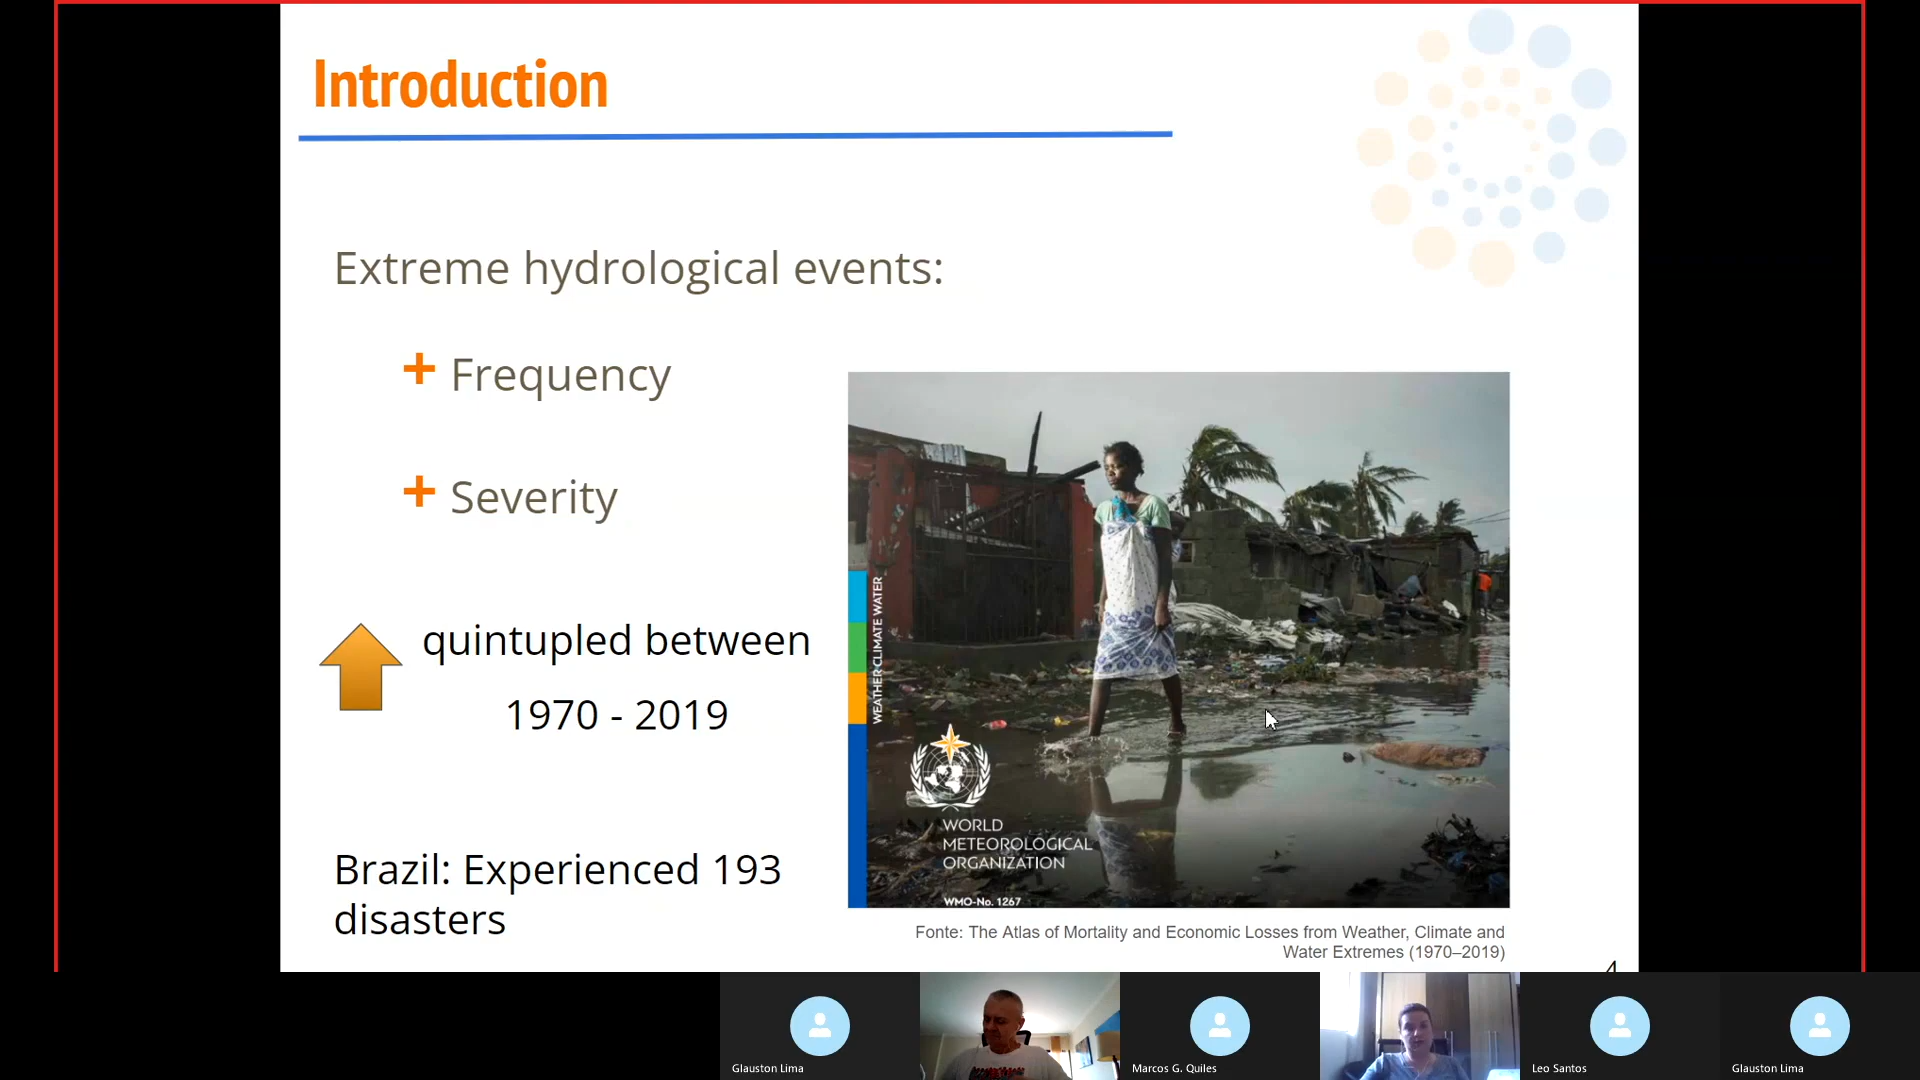 Introduction
Extreme hydrological events:
+ Frequency
+ Severity
quintupled between
1970 - 2019
Brazil: Experienced 193
disasters
WEATHER CLIMATE WATER
WORLD
METEOROLOGICAL
ORGANIZATION
WMO-No. 1267
Fonte: The Atlas of Mortality and Economic Losses from Weather, Climate and
Water Extremes (1970–2019)
4
Glauston Lima
Marcos G. Quiles
Leo Santos
Glauston Lima